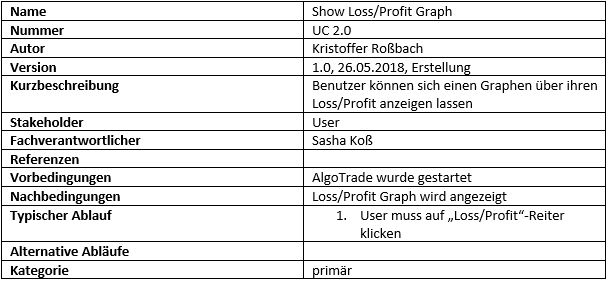 Name Show Loss/Profit Graph
Nummer UC 2.0
Autor Kristoffer Roßbach
Version 1.0, 26.05.2018, Erstellung
Kurzbeschreibung Benutzer können sich einen Graphen über ihren
Loss/Profit anzeigen lassen
Stakeholder User
Fachverantwortlicher Sasha Koß
Referenzen
Vorbedingungen AlgoTrade wurde gestartet
Nachbedingungen Loss/Profit Graph wird angezeigt
Typischer Ablauf 1. User muss auf „Loss/Profit“-Reiter
klicken
Alternative Abläufe
Kategorie primär